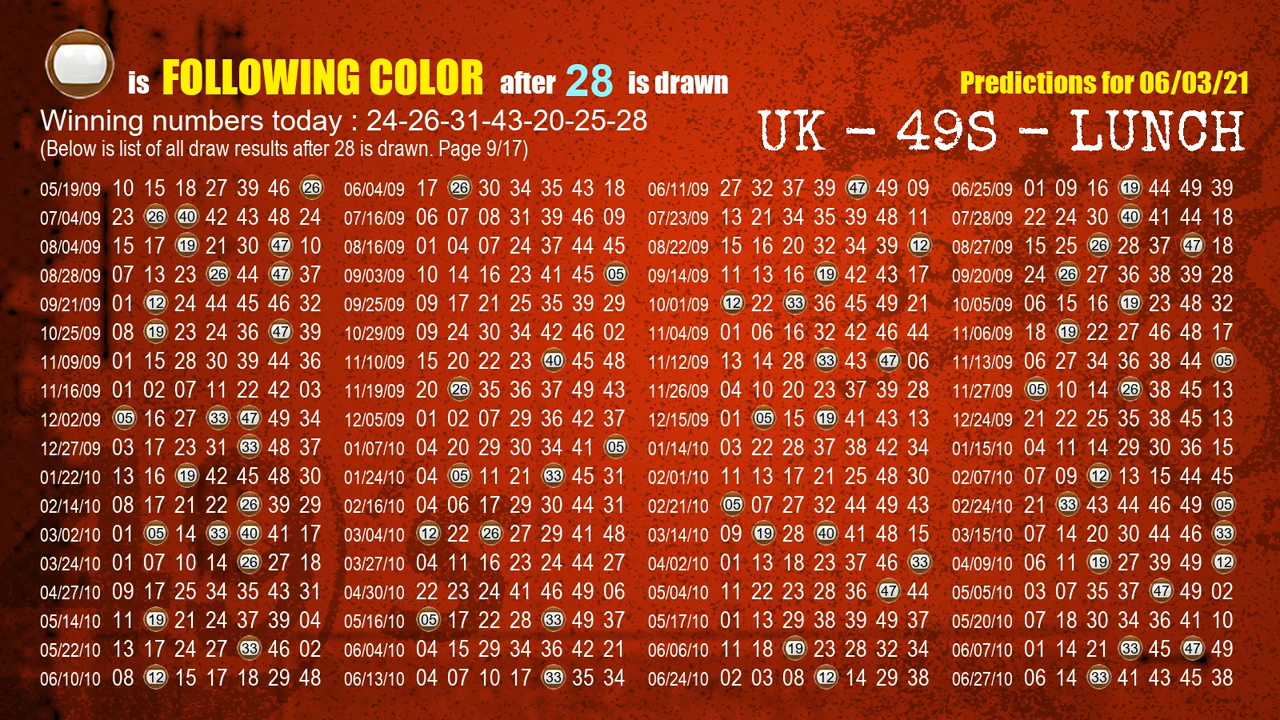 is FOLLOWING COLOR after 28 is drawn
Predictions for 06/03/21
Winning numbers today : 24-26-31-43-20-25-28
UK - 49S - LUNCH
(Below is list of all draw results after 28 is drawn. Page 9/17)
05/19/09 10 15 18 27 39 46 26 06/04/09 17 26 30 34 35 43 18 06/11/09 27 32 37 39 47 49 09 06/25/09 01 09 16 19 44 49 39
07/04/09 23 26 40 42 43 48 24 07/16/09 06 07 08 31 39 46 09 07/23/09 13 21 34 35 39 48 11 07/28/09 22 24 30 40 41 44 18
08/04/09 15 17 19 21 30 47 10 08/16/09 01 04 07 24 37 44 45 08/22/09 15 16 20 32 34 39 12 08/27/09 15 25 26 28 37 47 18
08/28/09 07 13 23 26 44 47 37 09/03/09 10 14 16 23 41 45 05 09/14/09 11 13 16 19 42 43 17 09/20/09 24 26 27 36 38 39 28
09/21/09 01 12 24 44 45 46 32 09/25/09 09 17 21 25 35 39 29 10/01/09 12 22 33 36 45 49 21 10/05/09 06 15 16 19 23 48 32
10/25/09 08 19 23 24 36 47 39 10/29/09 09 24 30 34 42 46 02 11/04/09 01 06 16 32 42 46 44 11/06/09 18 19 22 27 46 48 17
11/09/09 01 15 28 30 39 44 36 11/10/09 15 20 22 23 40 45 48 11/12/09 13 14 28 33 43 47 06 11/13/09 06 27 34 36 38 44 05
11/16/09 01 02 07 11 22 42 03 11/19/09 20 26 35 36 37 49 43 11/26/09 04 10 20 23 37 39 28 11/27/09 05 10 14 26 38 45 13
12/02/09 05 16 27 33 47 49 34 12/05/09 01 02 07 29 36 42 37 12/15/09 01 05 15 19 41 43 13 12/24/09 21 22 25 35 38 45 13
12/27/09 03 17 23 31 33 48 37 01/07/10 04 20 29 30 34 41 05 01/14/10 03 22 28 37 38 42 34 01/15/10 04 11 14 29 30 36 15
01/22/10 13 16 19 42 45 48 30 01/24/10 04 05 11 21 33 45 31 02/01/10 11 13 17 21 25 48 30 02/07/10 07 09 12 13 15 44 45
02/14/10 08 17 21 22 26 39 29 02/16/10 04 06 17 29 30 44 31 02/21/10 05 07 27 32 44 49 43 02/24/10 21 33 43 44 46 49 05
03/02/10 01 05 14 33 40 41 17 03/04/10 12 22 26 27 29 41 48 03/14/10 09 19 28 40 41 48 15 03/15/10 07 14 20 30 44 46 33
03/24/10 01 07 10 14 26 27 18 03/27/10 04 11 16 23 24 44 27 04/02/10 01 13 18 23 37 46 33 04/09/10 06 11 19 27 39 49 12
04/27/10 09 17 25 34 35 43 31 04/30/10 22 23 24 41 46 49 06 05/04/10 11 22 23 28 36 47 44 05/05/10 03 07 35 37 47 49 02
05/14/10 11 19 21 24 37 39 04 05/16/10 05 17 22 28 33 49 37 05/17/10 01 13 29 38 39 49 37 05/20/10 07 18 30 34 36 41 10
05/22/10 13 17 24 27 33 46 02 06/04/10 04 15 29 34 36 42 21 06/06/10 11 18 19 23 28 32 34 06/07/10 01 14 21 33 45 47 49
06/10/10 08 12 15 17 18 29 48 06/13/10 04 07 10 17 33 35 34 06/24/10 02 03 08 12 14 29 38 06/27/10 06 14 33 41 43 45 38